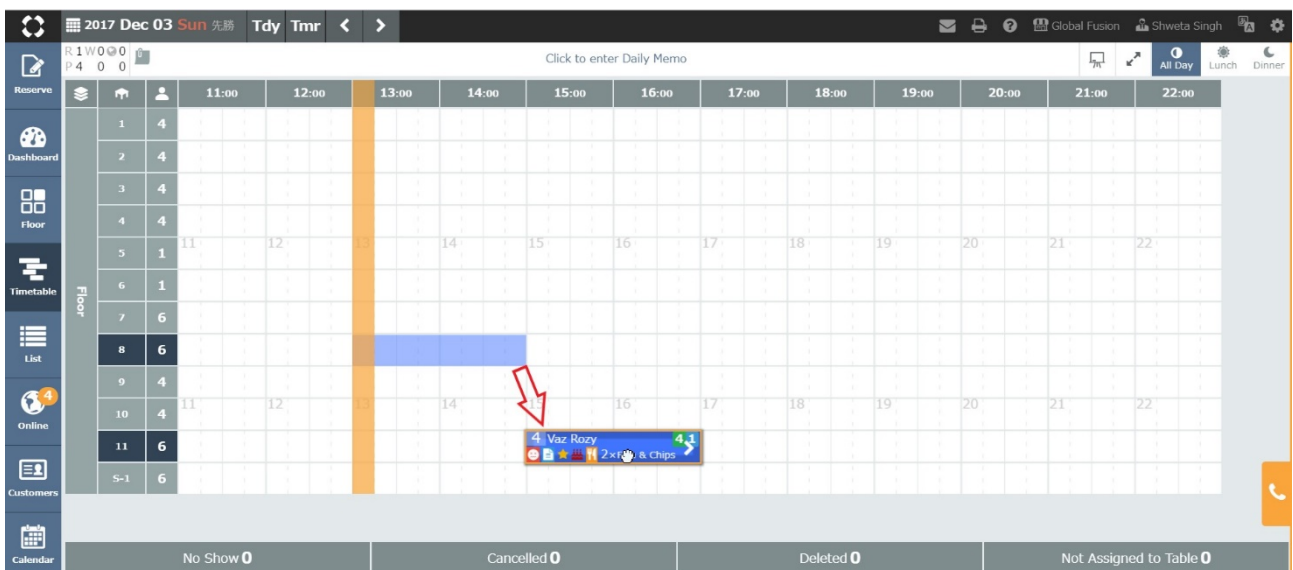 2017 Dec 03 Sun 先勝 Tdy Tmr
Global Fusion Shweta Singh
R 1 W 0 0
P 4 0 0
Click to enter Daily Memo
All Day Lunch Dinner
Reserve
Dashboard
Floor
Timetable
List
4
Online
Customers
Calendar
11:00 12:00 13:00 14:00 15:00 16:00 17:00 18:00 19:00 20:00 21:00 22:00
Floor
1 4
2 4
3 4
4 4
11 12 13 14 15 16 17 18 19 20 21 22
5 1
6 1
7 6
8 6
9 4
11 12 13 14 15 16 17 18 19 20 21 22
10 4
11 6
4 Vaz Rozy 4 1
2× & Chips
S-1 6
No Show 0 Cancelled 0 Deleted 0 Not Assigned to Table 0